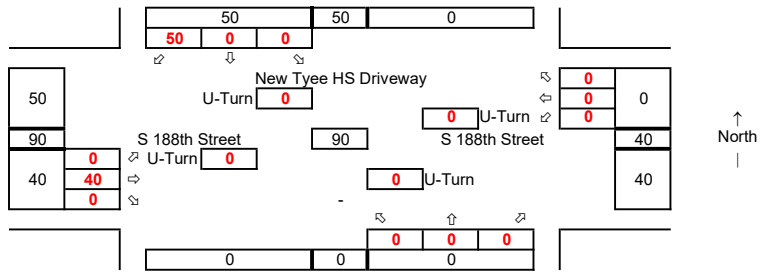 50 50 0
50 0 0
⬃ ⇩ ⬂
New Tyee HS Driveway ⬁ 0
50 U-Turn 0 ⇦ 0 0
0 U-Turn ⬃ 0
90 S 188th Street 90 S 188th Street 40
0 ⬀ U-Turn 0
40 40 ⇨ 0 U-Turn 40
0 ⬂ -
⬁ ⇧ ⬀
0 0 0
0 0 0
↑
North
|